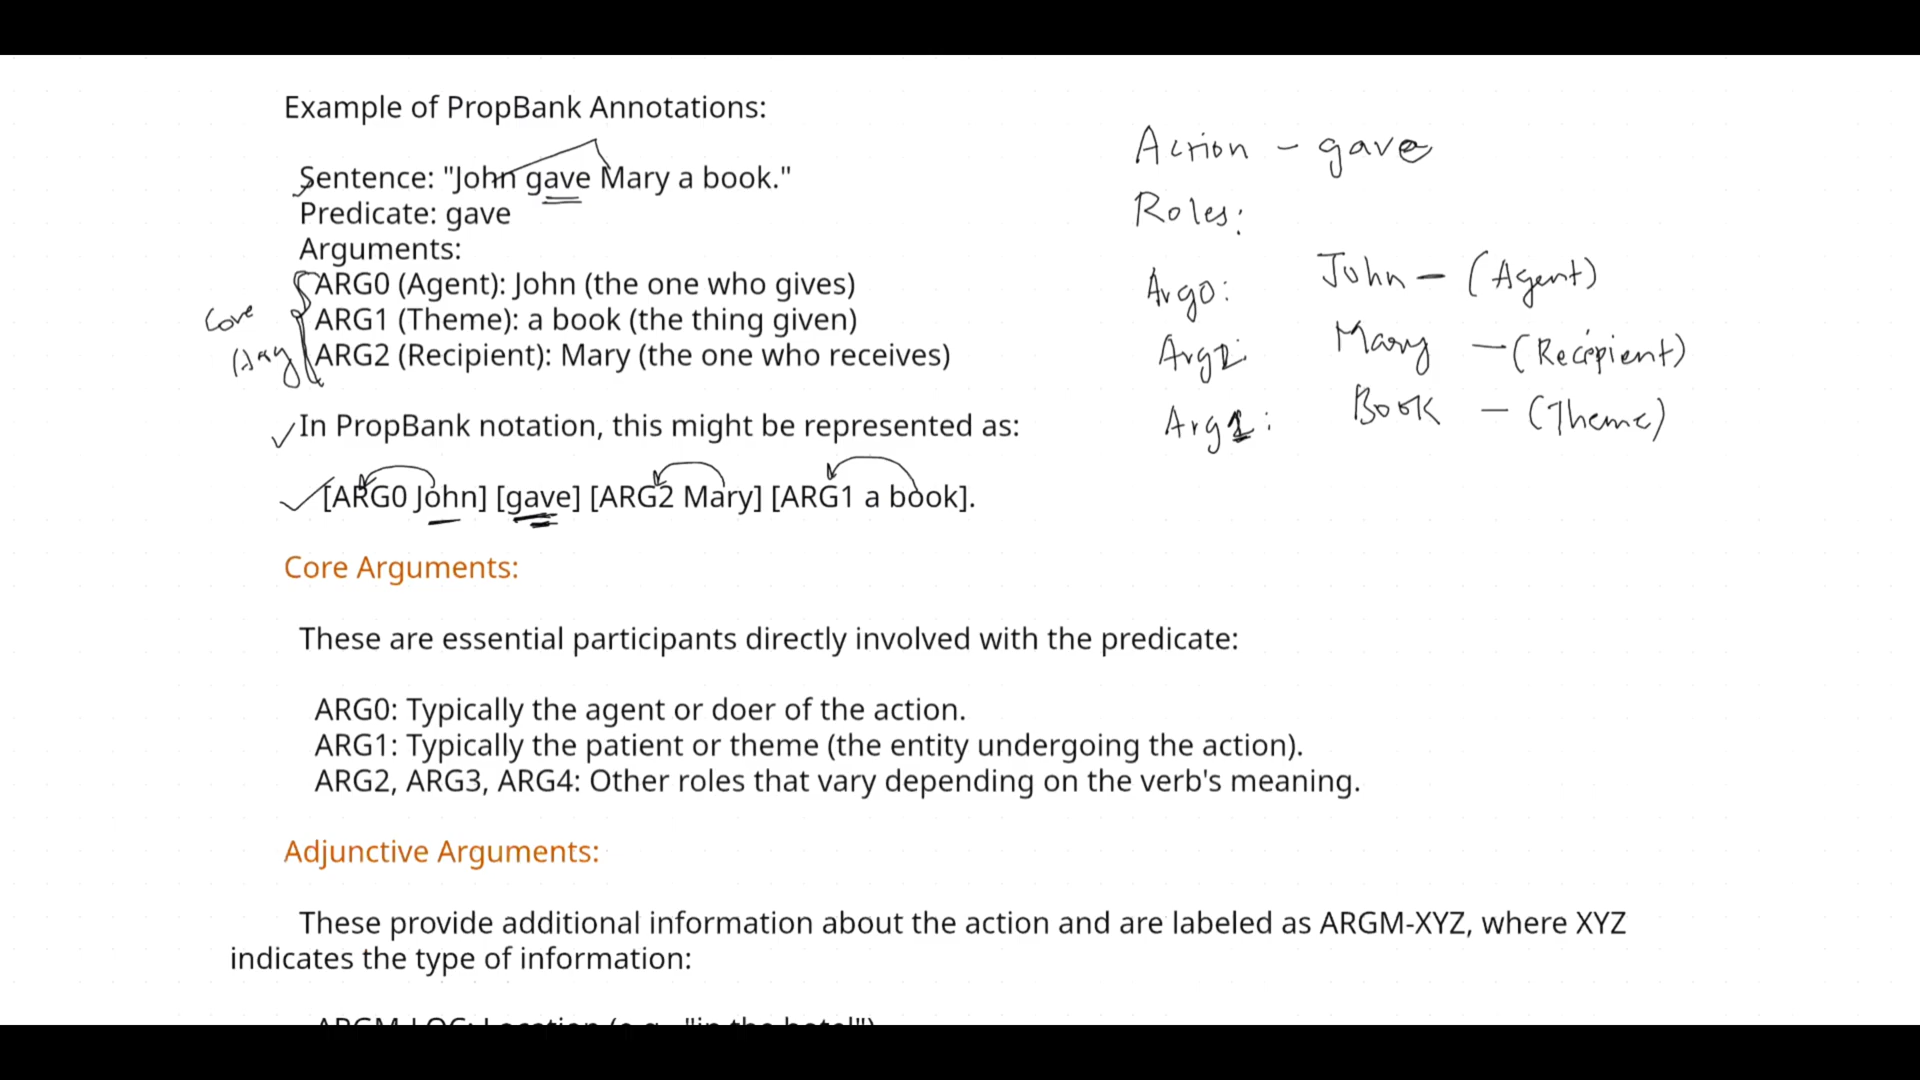 Example of PropBank Annotations:
Sentence: "John gave Mary a book."
Predicate: gave
Arguments:
ARG0 (Agent): John (the one who gives)
ARG1 (Theme): a book (the thing given)
ARG2 (Recipient): Mary (the one who receives)
Core
In PropBank notation, this might be represented as:
[ARG0 John] [gave] [ARG2 Mary] [ARG1 a book].
Action - gave
Roles:
Arg0: John - (Agent)
Arg2: Mary - (Recipient)
Arg1: Book - (Theme)
Core Arguments:
These are essential participants directly involved with the predicate:
ARG0: Typically the agent or doer of the action.
ARG1: Typically the patient or theme (the entity undergoing the action).
ARG2, ARG3, ARG4: Other roles that vary depending on the verb's meaning.
Adjunctive Arguments:
These provide additional information about the action and are labeled as ARGM-XYZ, where XYZ
indicates the type of information:
ARGM-LOC: Location (e.g., "in the hotel")